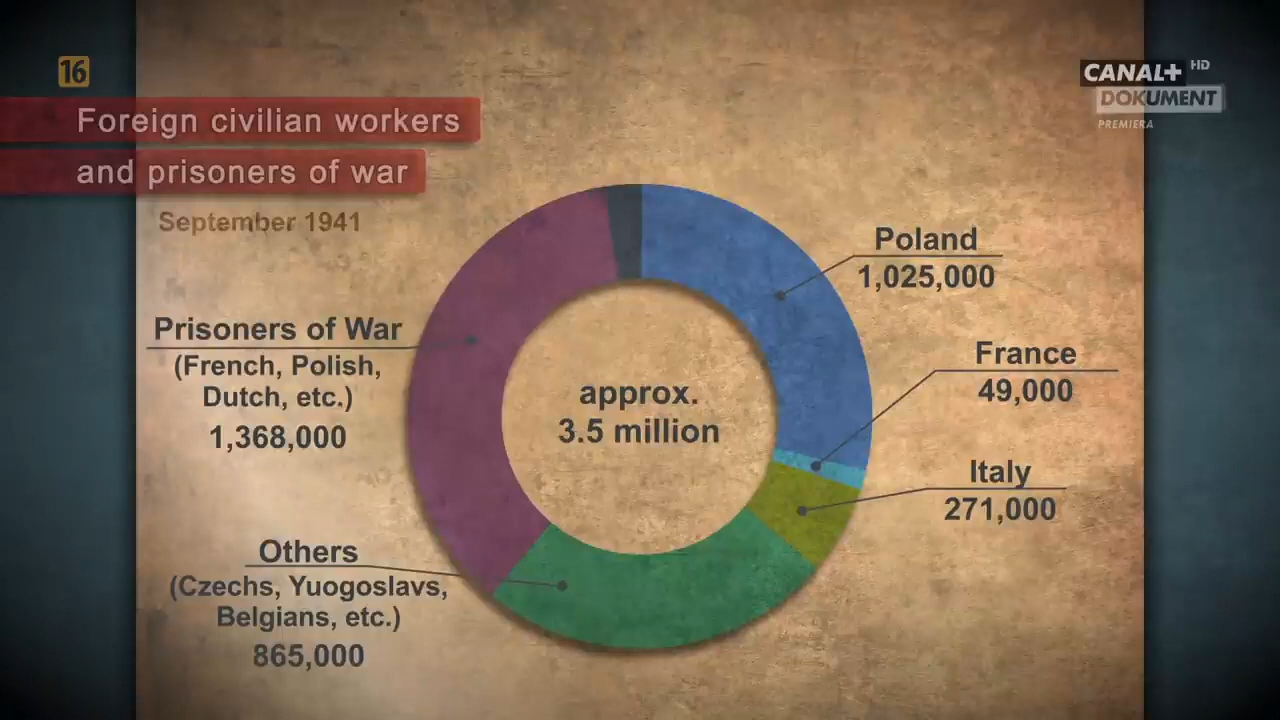 16
CANAL+ HD
DOKUMENT
PREMIERA
Foreign civilian workers
and prisoners of war
September 1941
Poland
1,025,000
France
49,000
Italy
271,000
approx.
3.5 million
Prisoners of War
(French, Polish,
Dutch, etc.)
1,368,000
Others
(Czechs, Yuogoslavs,
Belgians, etc.)
865,000